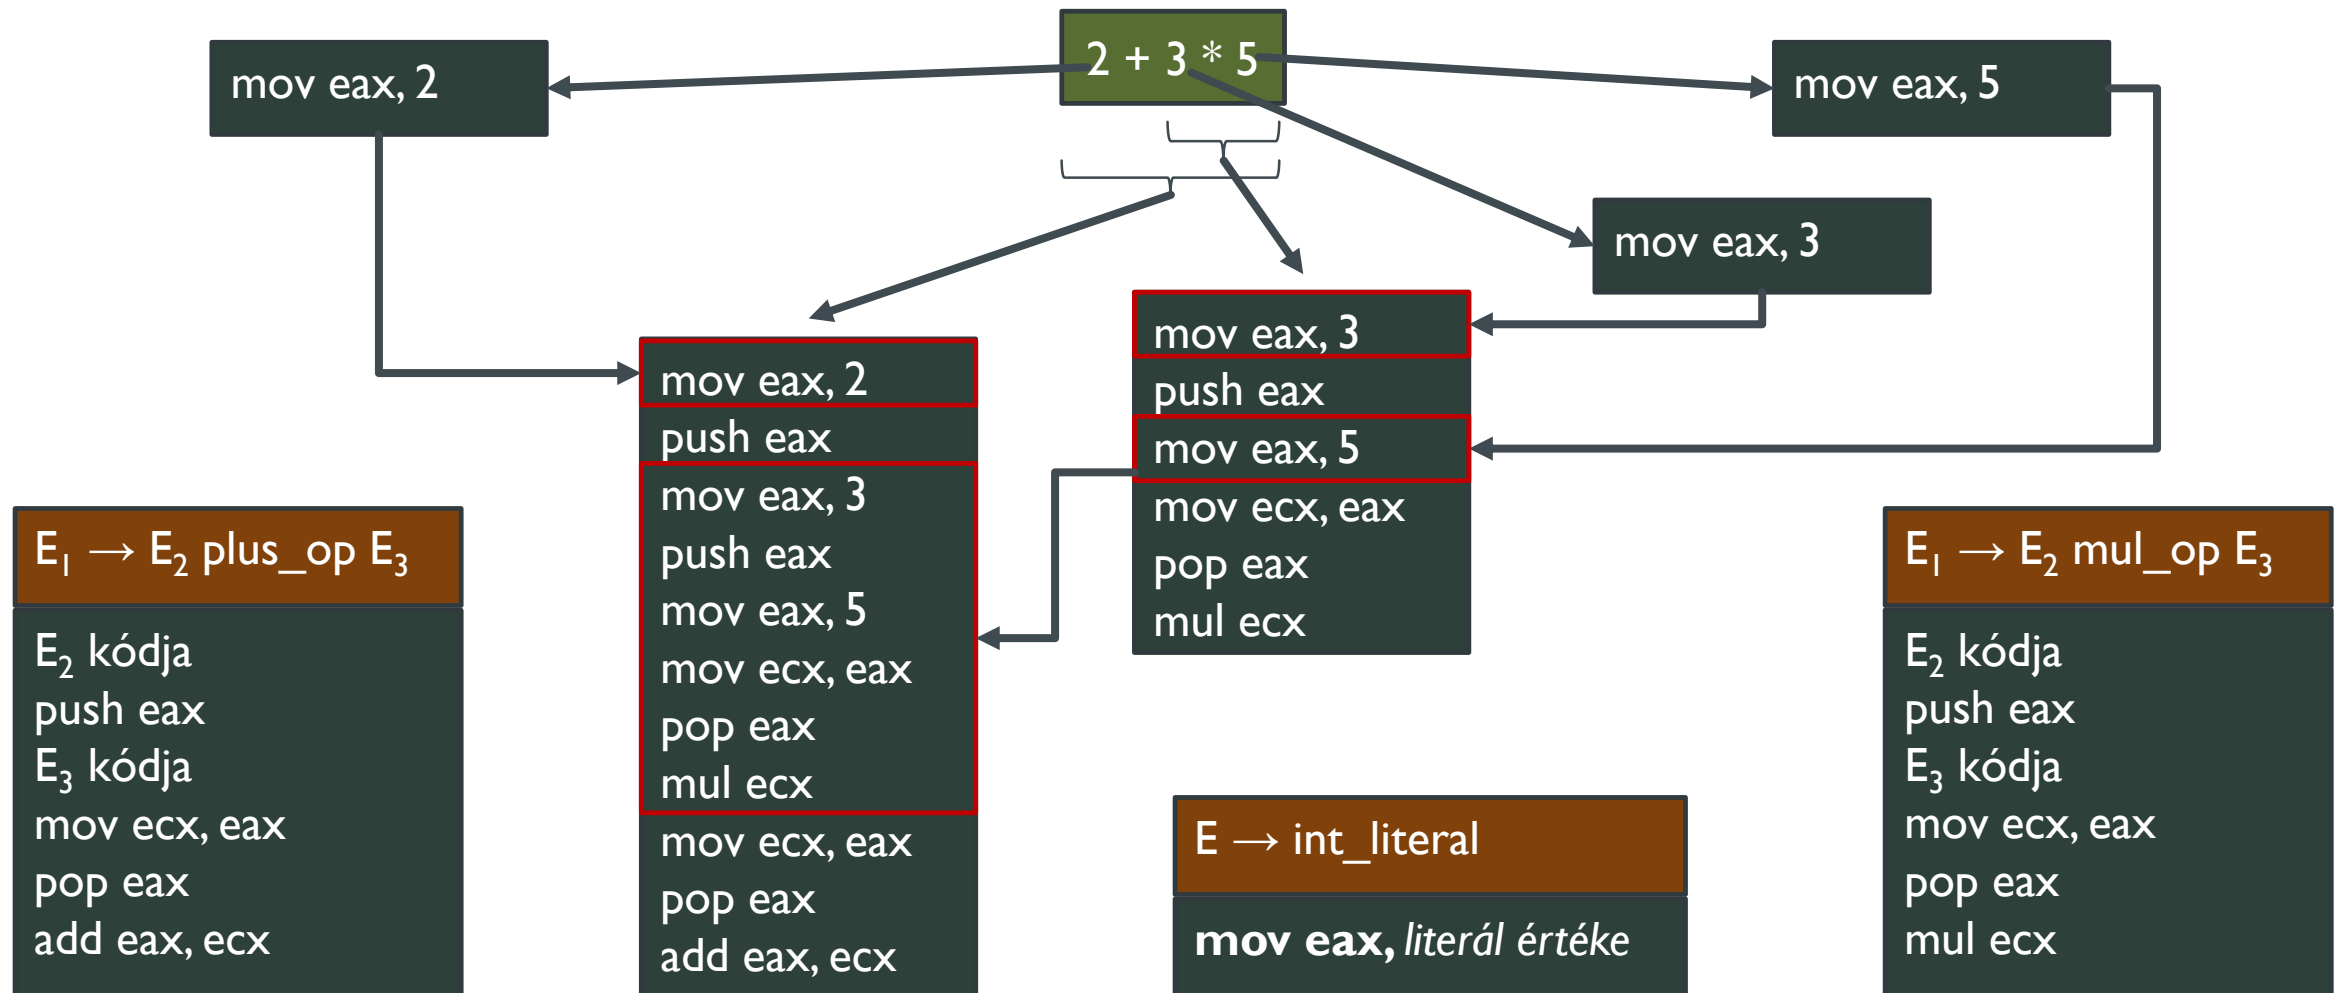 2 + 3 * 5
mov eax, 2
mov eax, 5
mov eax, 3
mov eax, 3
push eax
mov eax, 5
mov ecx, eax
pop eax
mul ecx
mov eax, 2
push eax
mov eax, 3
push eax
mov eax, 5
mov ecx, eax
pop eax
mul ecx
mov ecx, eax
pop eax
add eax, ecx
E₁ → E₂ plus_op E₃
E₂ kódja
push eax
E₃ kódja
mov ecx, eax
pop eax
add eax, ecx
E → int_literal
mov eax, literál értéke
E₁ → E₂ mul_op E₃
E₂ kódja
push eax
E₃ kódja
mov ecx, eax
pop eax
mul ecx